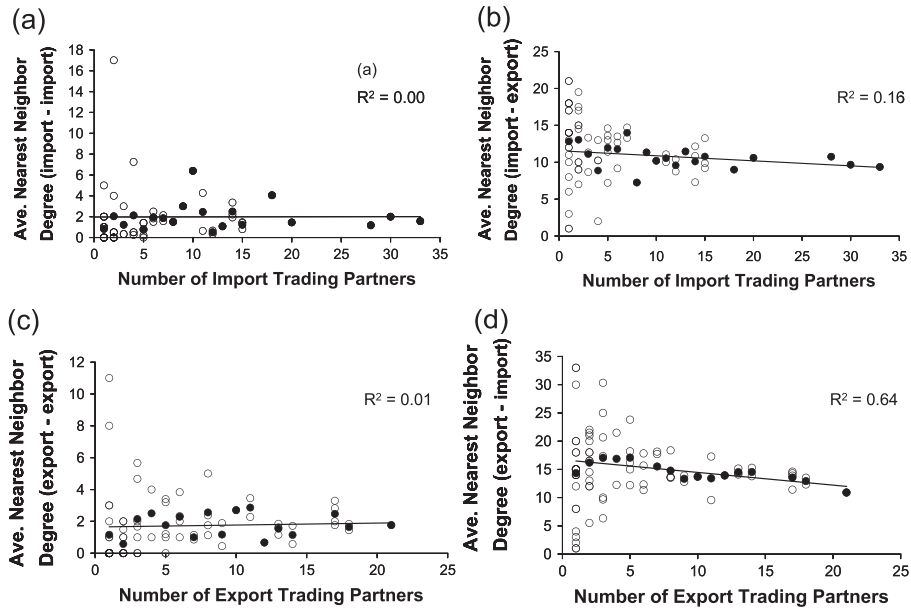 (a)
Ave. Nearest Neighbor
Degree (import - import)
18
16
14
12
10
8
6
4
2
0
0 5 10 15 20 25 30 35
(a)
R² = 0.00
Number of Import Trading Partners
(b)
Ave. Nearest Neighbor
Degree (import - export)
25
20
15
10
5
0
0 5 10 15 20 25 30 35
R² = 0.16
Number of Import Trading Partners
(c)
Ave. Nearest Neighbor
Degree (export - export)
12
10
8
6
4
2
0
0 5 10 15 20 25
R² = 0.01
Number of Export Trading Partners
(d)
Ave. Nearest Neighbor
Degree (export - import)
35
30
25
20
15
10
5
0
0 5 10 15 20 25
R² = 0.64
Number of Export Trading Partners